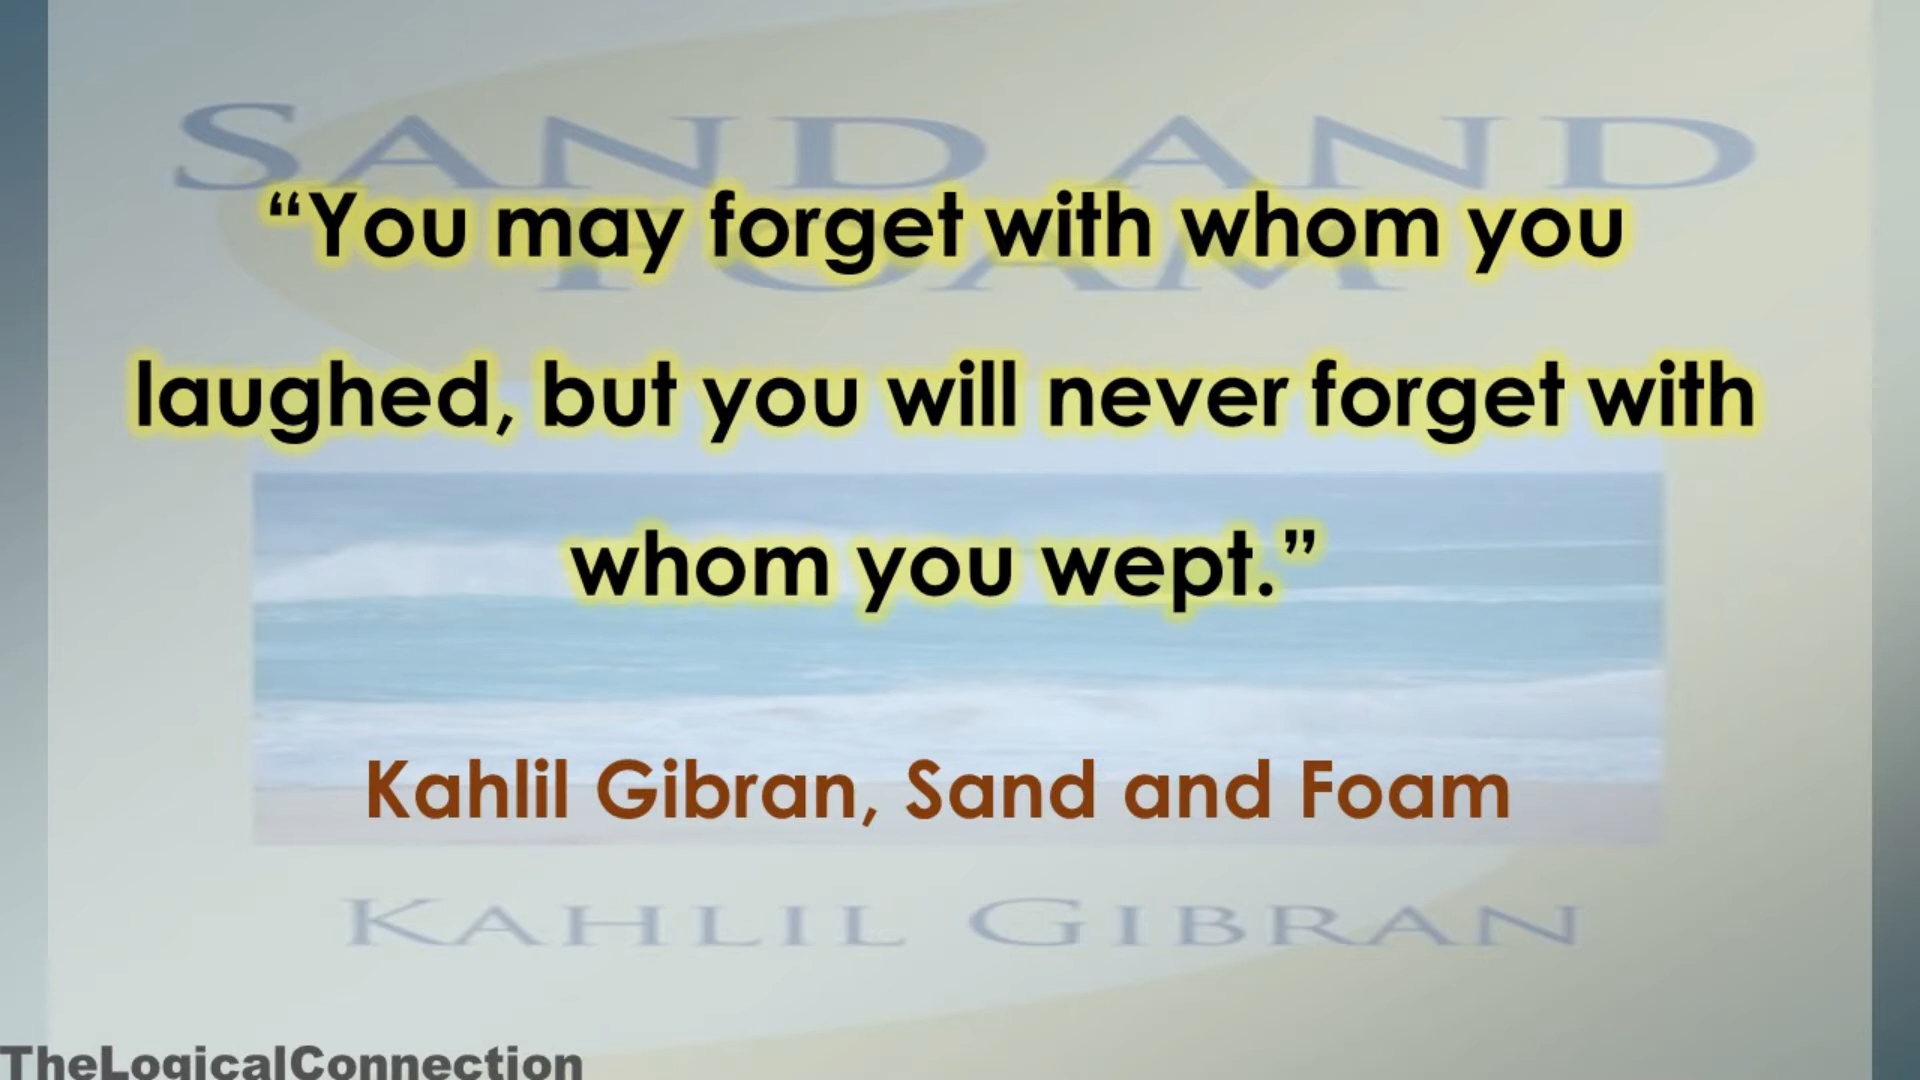 SAND AND
FOAM
“You may forget with whom you
laughed, but you will never forget with
whom you wept.”
Kahlil Gibran, Sand and Foam
KAHLIL GIBRAN
TheLogicalConnection